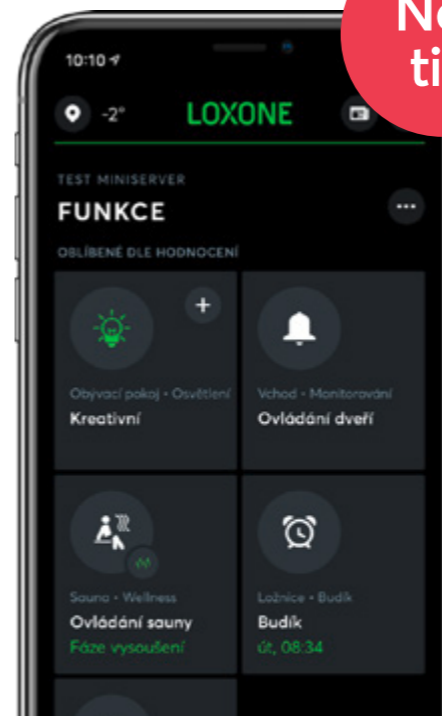 10:10
-2°
LOXONE
TEST MINISERVER
FUNKCE
OBLÍBENÉ DLE HODNOCENÍ
Obývací pokoj • Osvětlení
Kreativní
Vchod • Monitorování
Ovládání dveří
Sauna • Wellness
Ovládání sauny
Fáze vysoušení
Ložnice • Budík
Budík
út, 08:34